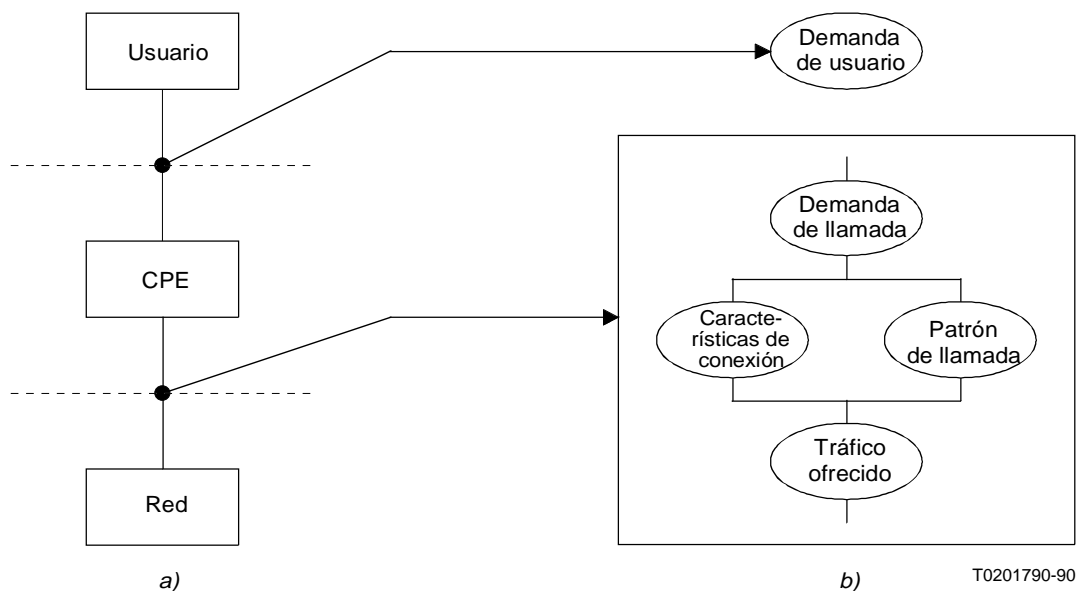 Usuario
Demanda
de usuario
Demanda
de llamada
CPE
Caracte-
rísticas de
conexión
Patrón
de llamada
Tráfico
ofrecido
Red
a)
b)
T0201790-90